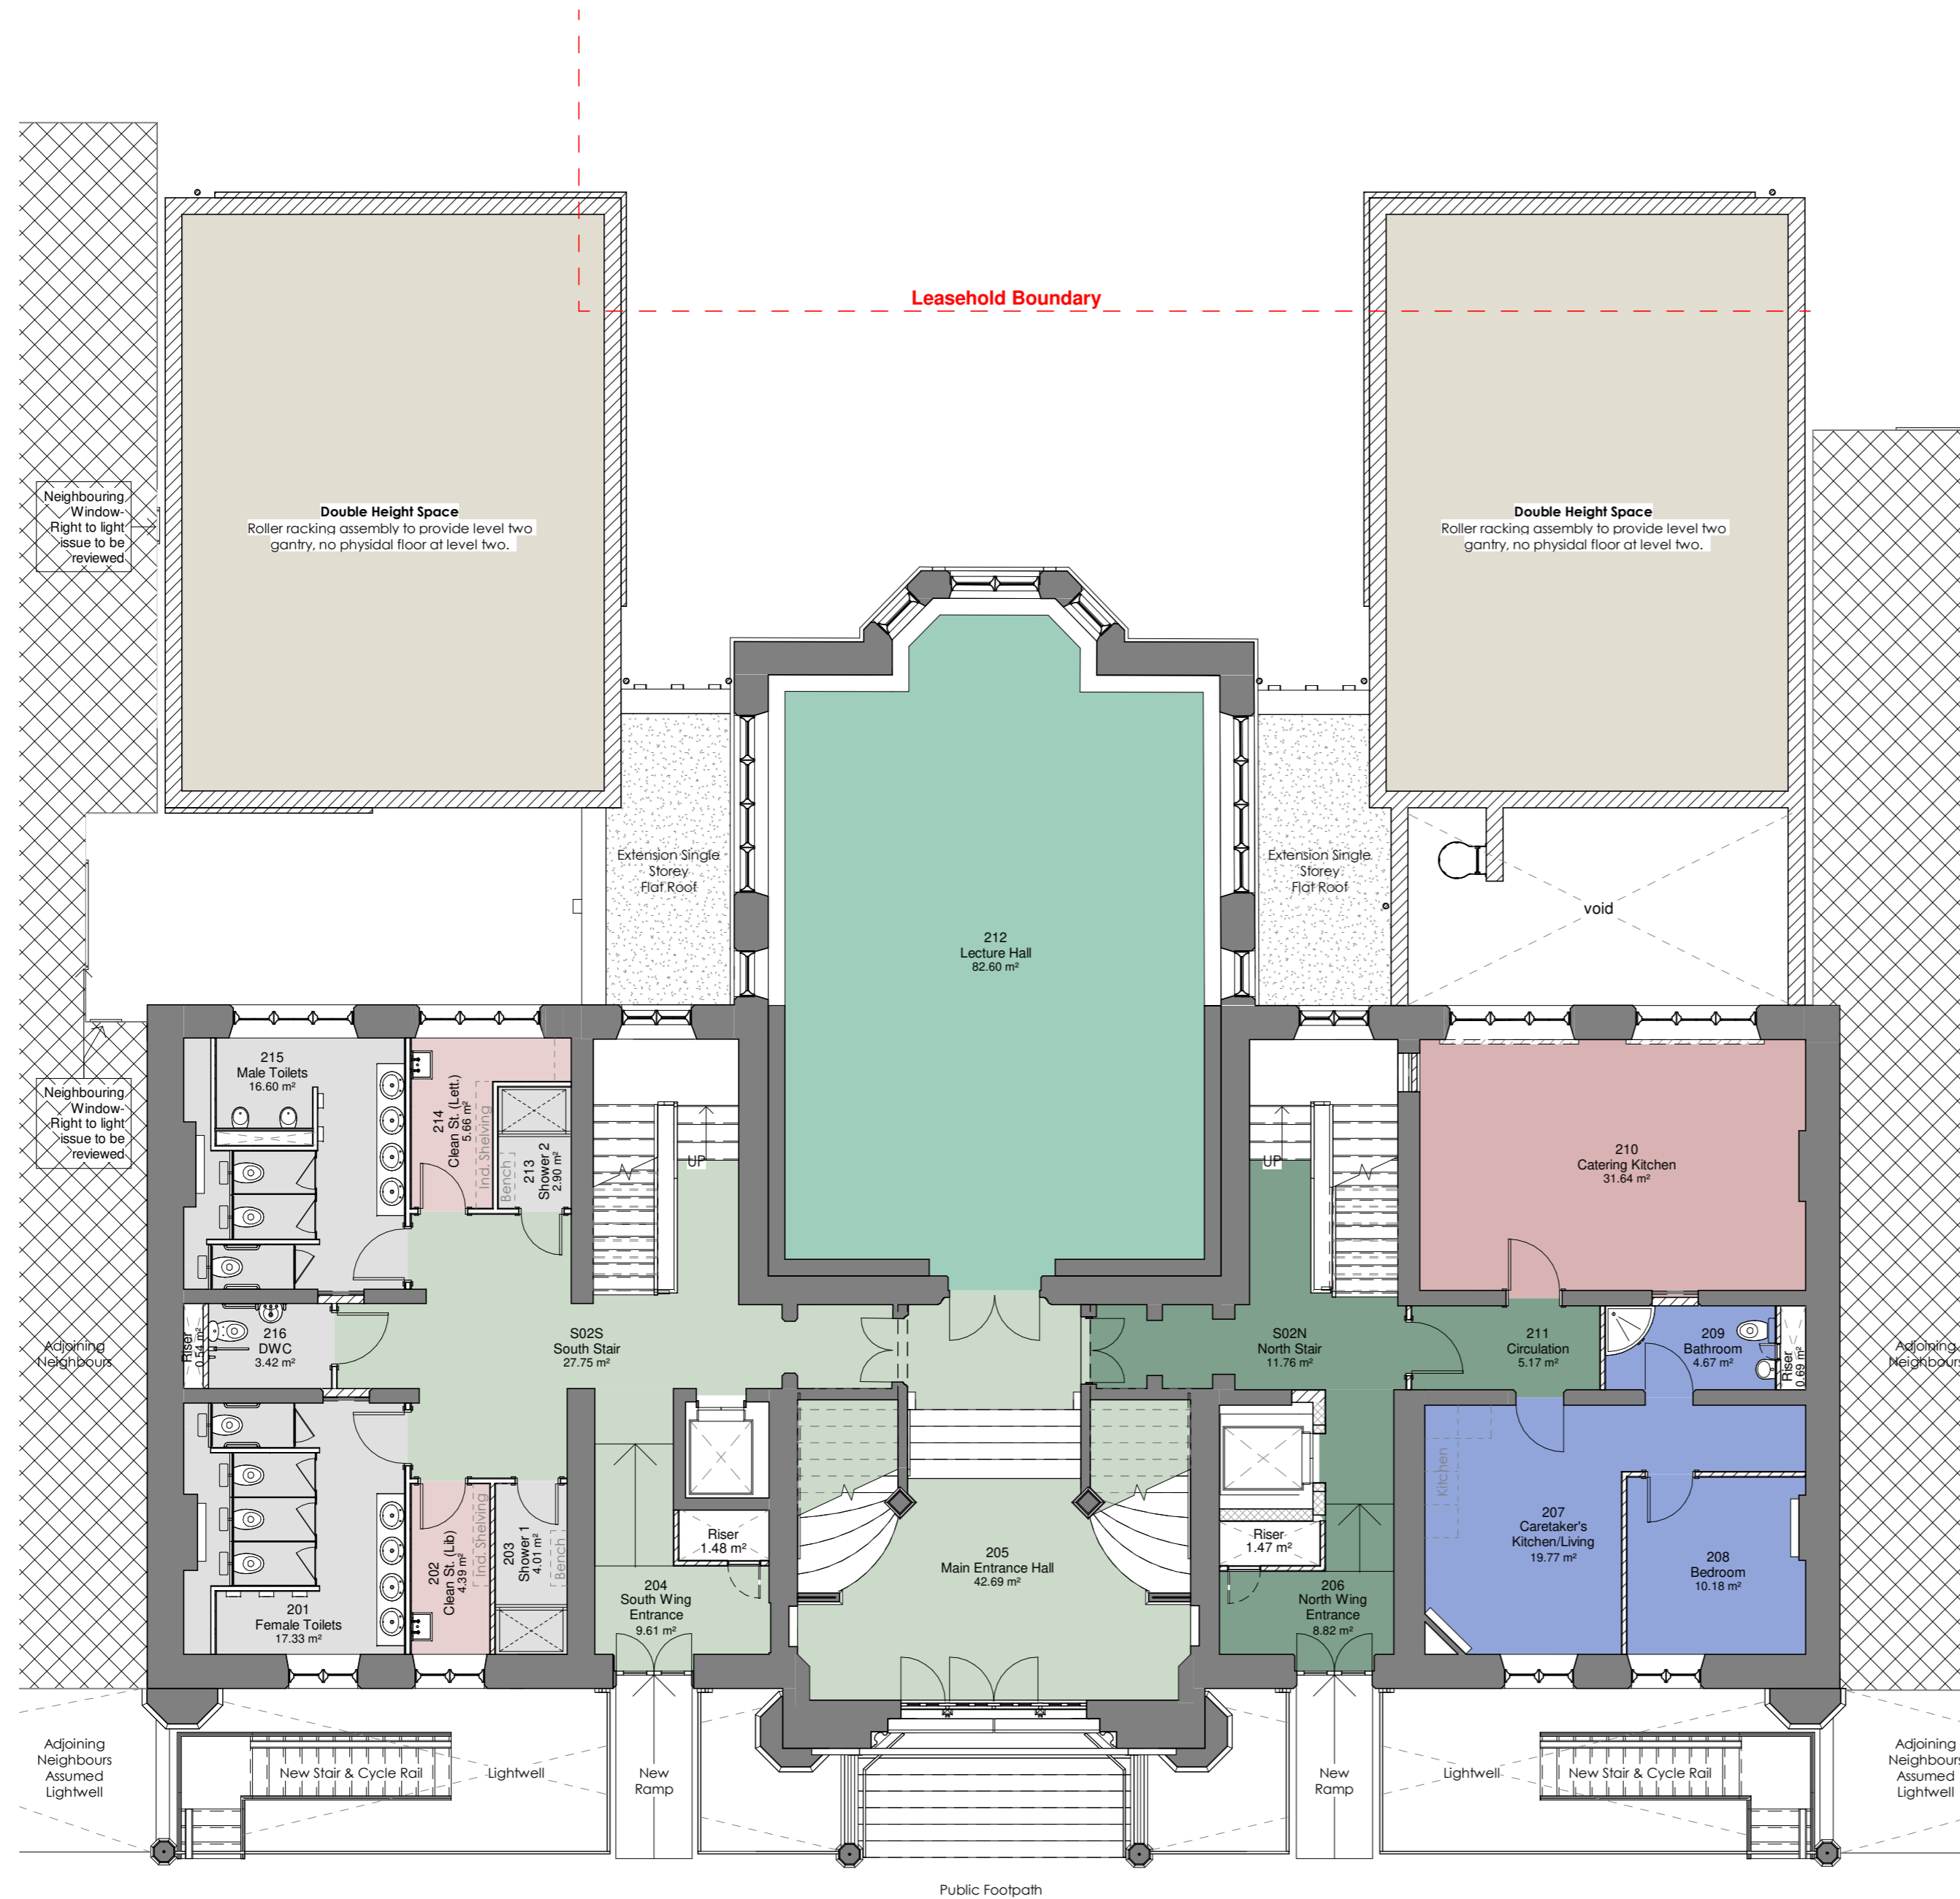 Leasehold Boundary
Neighbouring
Window-
Right to light
issue to be
reviewed
Double Height Space
Roller racking assembly to provide level two
gantry, no physidal floor at level two.
Double Height Space
Roller racking assembly to provide level two
gantry, no physidal floor at level two.
Extension Single
Storey
Flat Roof
Extension Single
Storey
Flat Roof
void
212
Lecture Hall
82.60 m²
Neighbouring
Window-
Right to light
issue to be
reviewed
215
Male Toilets
16.60 m²
214
Clean St. (Lett.)
5.66 m²
Ind. Shelving
Bench
213
Shower 2
2.90 m²
UP
UP
210
Catering Kitchen
31.64 m²
Adjoining
Neighbours
Riser
0.54 m²
216
DWC
3.42 m²
S02S
South Stair
27.75 m²
S02N
North Stair
11.76 m²
211
Circulation
5.17 m²
209
Bathroom
4.67 m²
Riser
0.69 m²
Adjoining
Neighbours
Kitchen
201
Female Toilets
17.33 m²
202
Clean St. (Lib)
4.39 m²
Ind. Shelving
203
Shower 1
4.01 m²
Bench
Riser
1.48 m²
204
South Wing
Entrance
9.61 m²
205
Main Entrance Hall
42.69 m²
Riser
1.47 m²
206
North Wing
Entrance
8.82 m²
207
Caretaker's
Kitchen/Living
19.77 m²
208
Bedroom
10.18 m²
Adjoining
Neighbours
Assumed
Lightwell
New Stair & Cycle Rail
Lightwell
New
Ramp
New
Ramp
Lightwell
New Stair & Cycle Rail
Adjoining
Neighbours
Assumed
Lightwell
Public Footpath